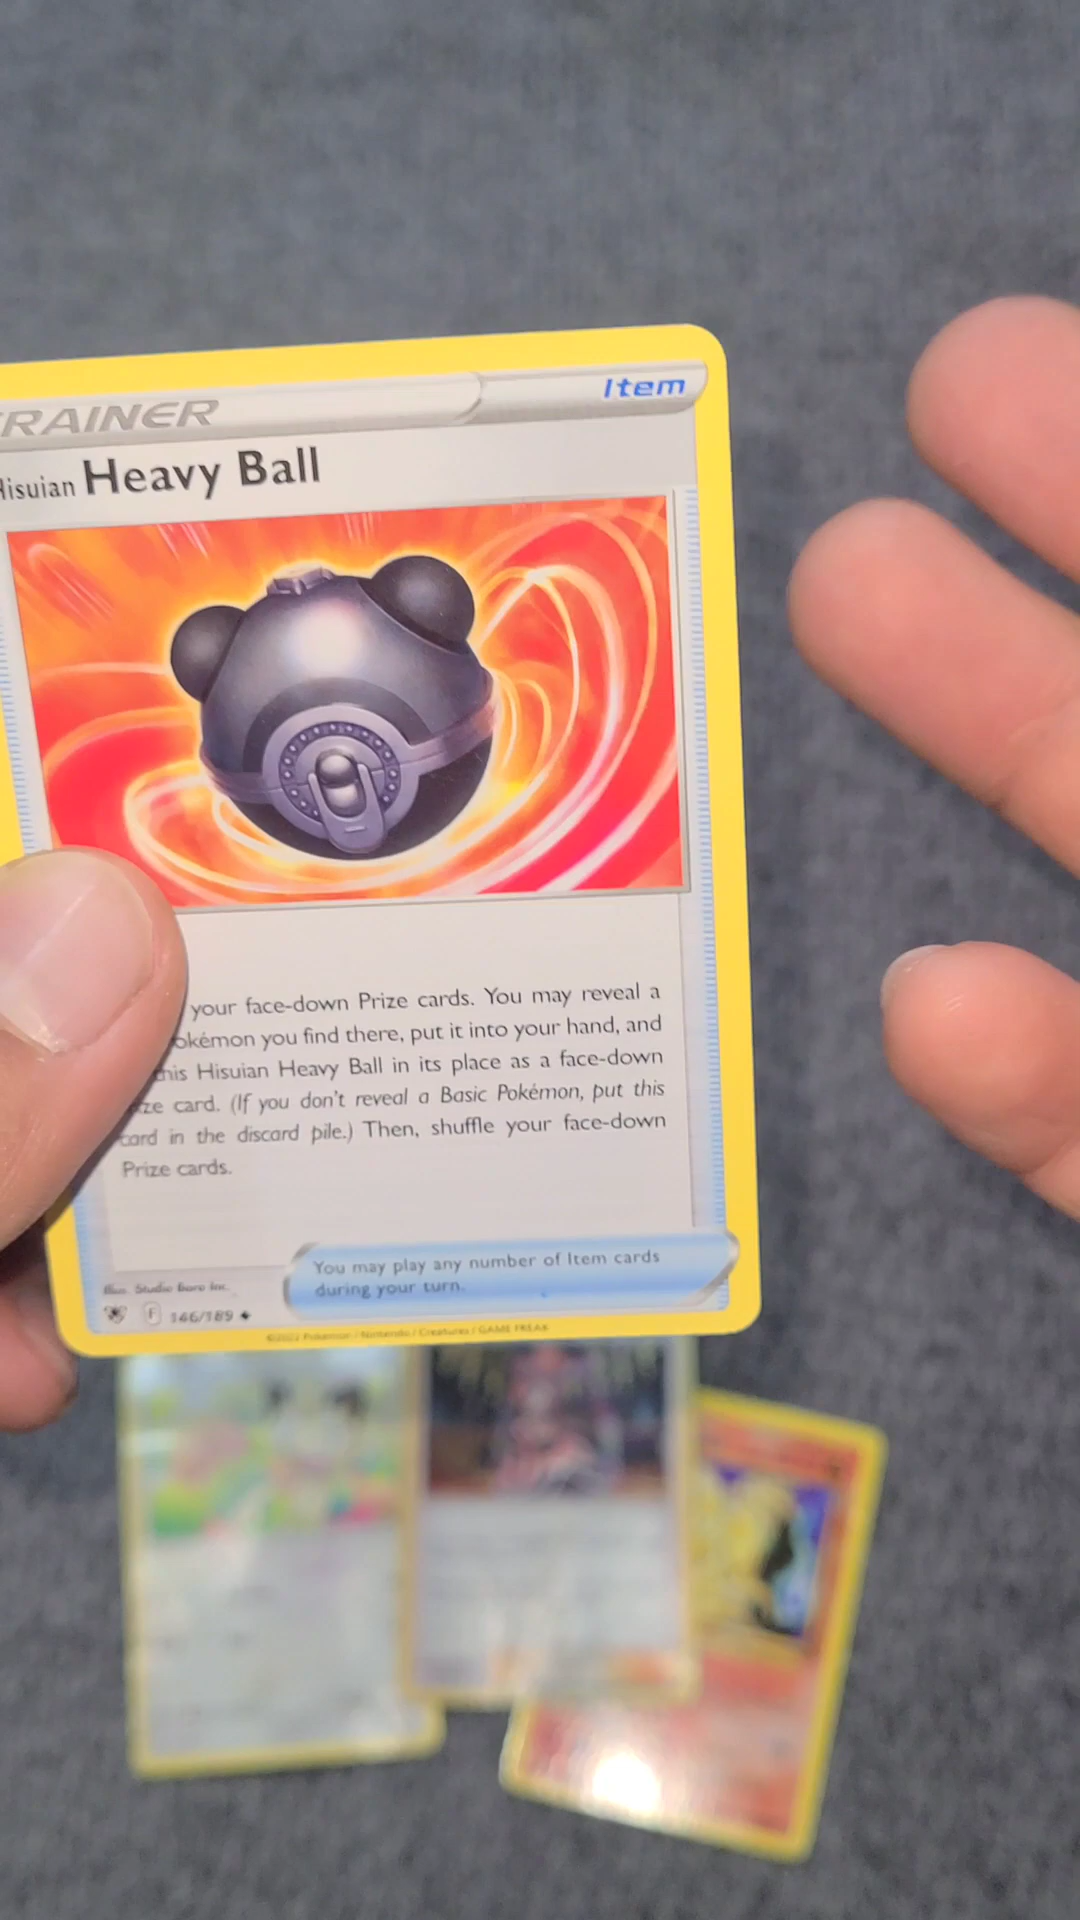 RAINER
Item
Hisuian Heavy Ball
your face-down Prize cards. You may reveal a
okémon you find there, put it into your hand, and
his Hisuian Heavy Ball in its place as a face-down
ze card. (If you don't reveal a Basic Pokémon, put this
card in the discard pile.) Then, shuffle your face-down
Prize cards.
You may play any number of Item cards
during your turn.
Illus. Studio Bora Inc.
F 146/189
©2022 Pokémon / Nintendo / Creatures / GAME FREAK